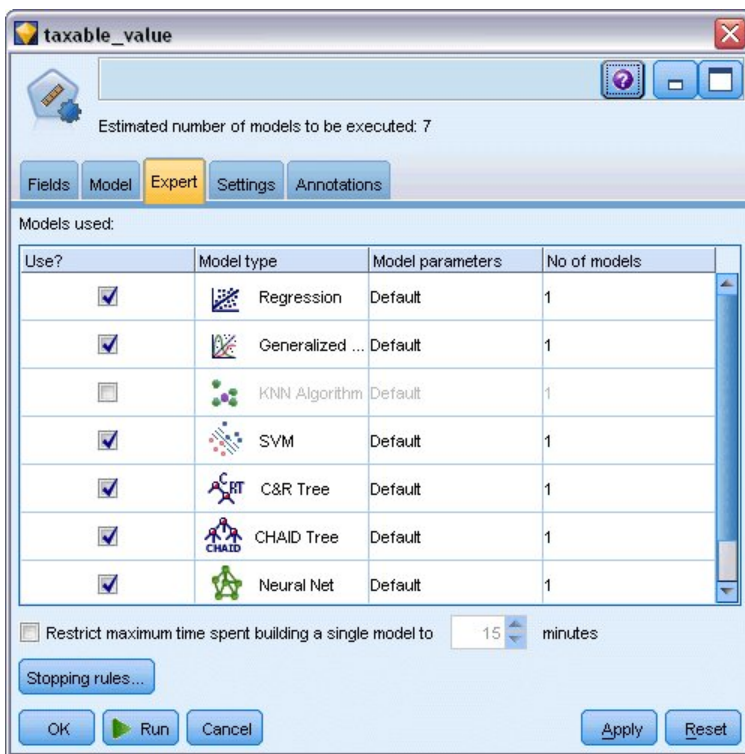 taxable_value
Estimated number of models to be executed: 7
Fields Model Expert Settings Annotations
Models used:
Use? Model type Model parameters No of models
Regression Default 1
Generalized ... Default 1
KNN Algorithm Default 1
SVM Default 1
C&R Tree Default 1
CHAID Tree Default 1
Neural Net Default 1
Restrict maximum time spent building a single model to 15 minutes
Stopping rules...
OK Run Cancel Apply Reset